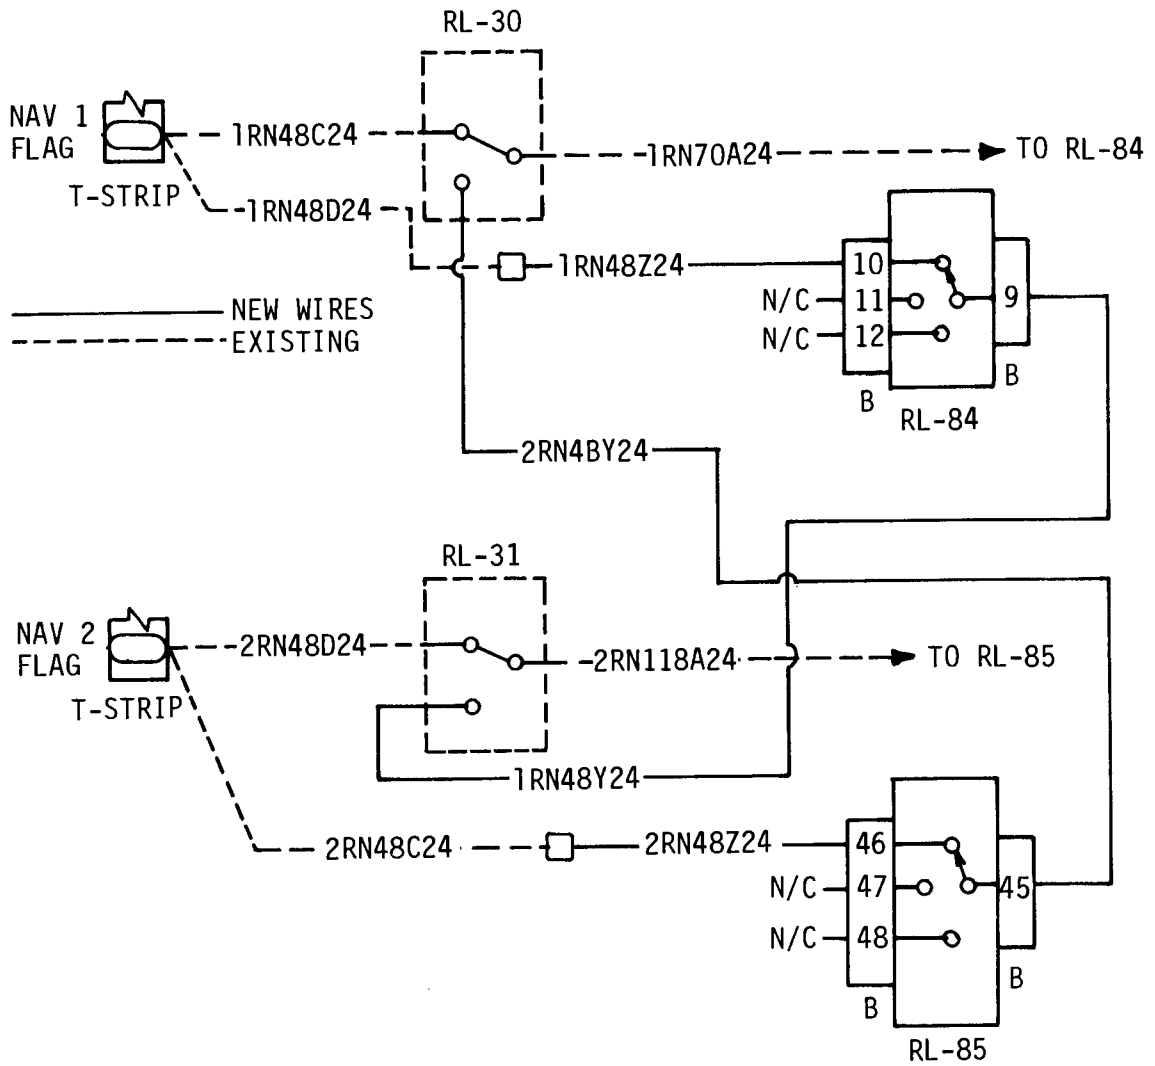 RL-30
NAV 1
FLAG
T-STRIP
1RN48C24
1RN48D24
1RN70A24
TO RL-84
1RN48Z24
NEW WIRES
EXISTING
10
N/C 11
N/C 12
9
B
B
RL-84
2RN4BY24
RL-31
NAV 2
FLAG
T-STRIP
2RN48D24
2RN118A24
TO RL-85
1RN48Y24
2RN48C24
2RN48Z24
46
N/C 47
N/C 48
45
B
B
RL-85